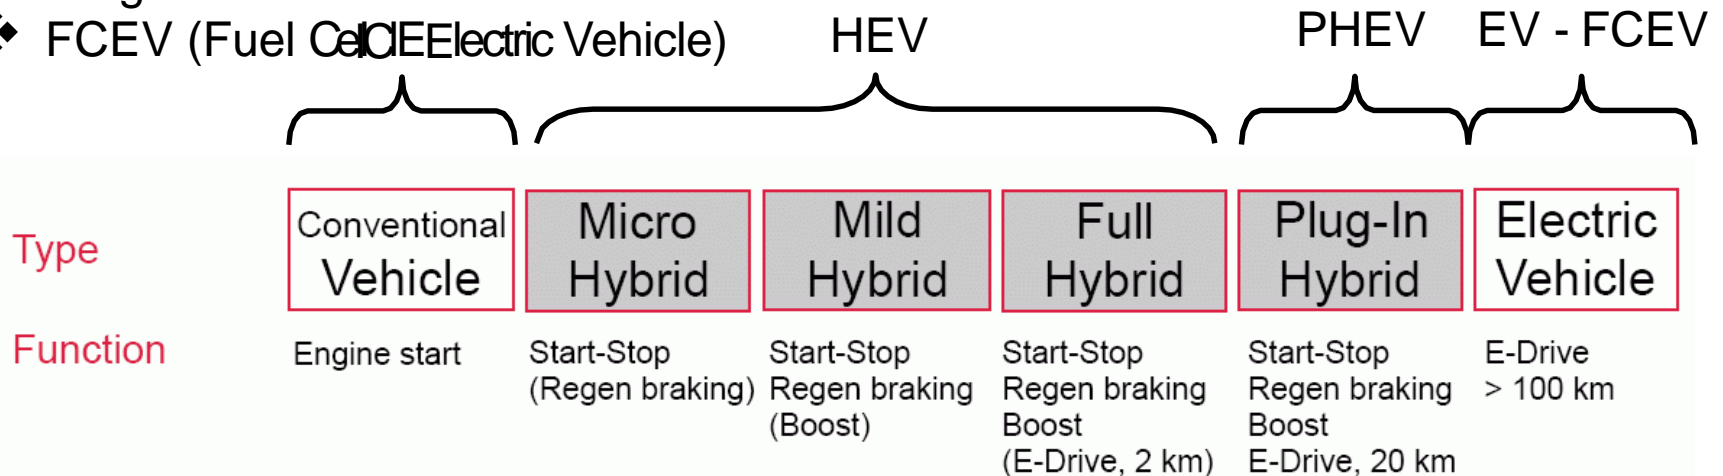 FCEV (Fuel Cell Electric Vehicle)
ICE
HEV
PHEV
EV - FCEV
Type
Conventional Vehicle
Micro Hybrid
Mild Hybrid
Full Hybrid
Plug-In Hybrid
Electric Vehicle
Function
Engine start
Start-Stop
(Regen braking)
Start-Stop
Regen braking
(Boost)
Start-Stop
Regen braking
Boost
(E-Drive, 2 km)
Start-Stop
Regen braking
Boost
E-Drive, 20 km
E-Drive
> 100 km